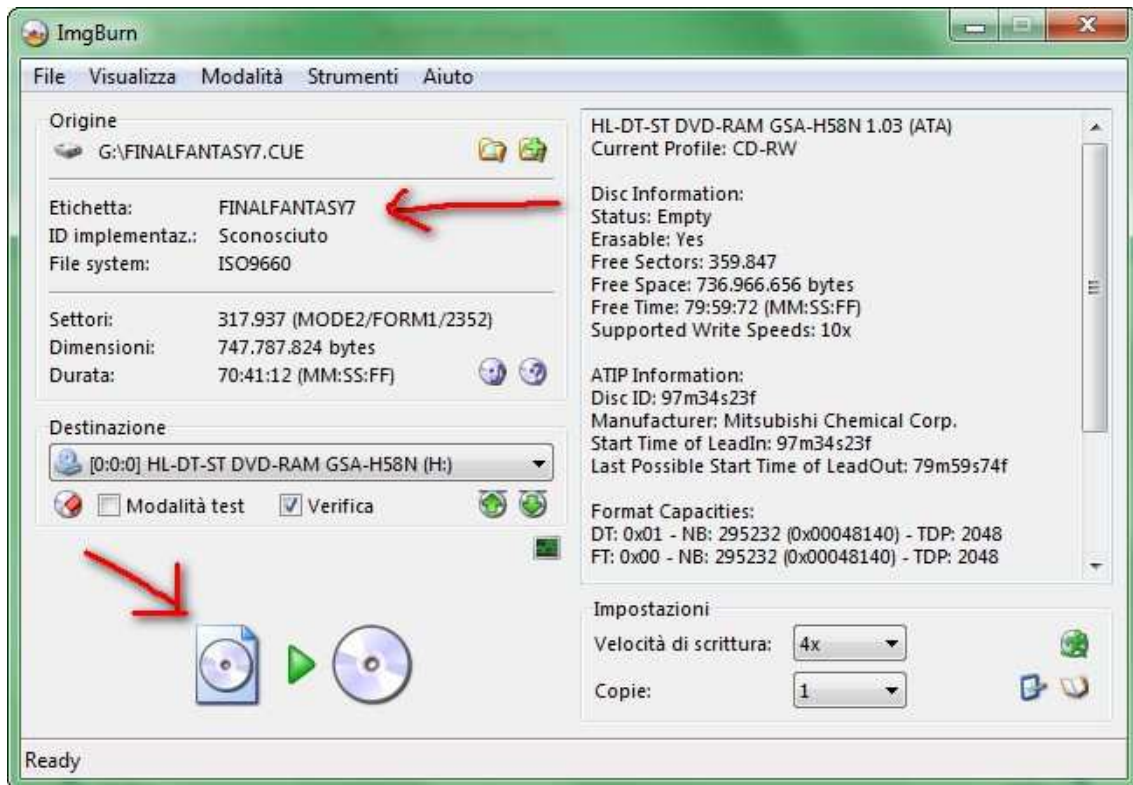 ImgBurn
File Visualizza Modalità Strumenti Aiuto
Origine
G:\FINALFANTASY7.CUE
Etichetta: FINALFANTASY7
ID implementaz.: Sconosciuto
File system: ISO9660
Settori: 317.937 (MODE2/FORM1/2352)
Dimensioni: 747.787.824 bytes
Durata: 70:41:12 (MM:SS:FF)
Destinazione
[0:0:0] HL-DT-ST DVD-RAM GSA-H58N (H:)
Modalità test Verifica
HL-DT-ST DVD-RAM GSA-H58N 1.03 (ATA)
Current Profile: CD-RW
Disc Information:
Status: Empty
Erasable: Yes
Free Sectors: 359.847
Free Space: 736.966.656 bytes
Free Time: 79:59:72 (MM:SS:FF)
Supported Write Speeds: 10x
ATIP Information:
Disc ID: 97m34s23f
Manufacturer: Mitsubishi Chemical Corp.
Start Time of LeadIn: 97m34s23f
Last Possible Start Time of LeadOut: 79m59s74f
Format Capacities:
DT: 0x01 - NB: 295232 (0x00048140) - TDP: 2048
FT: 0x00 - NB: 295232 (0x00048140) - TDP: 2048
Impostazioni
Velocità di scrittura: 4x
Copie: 1
Ready